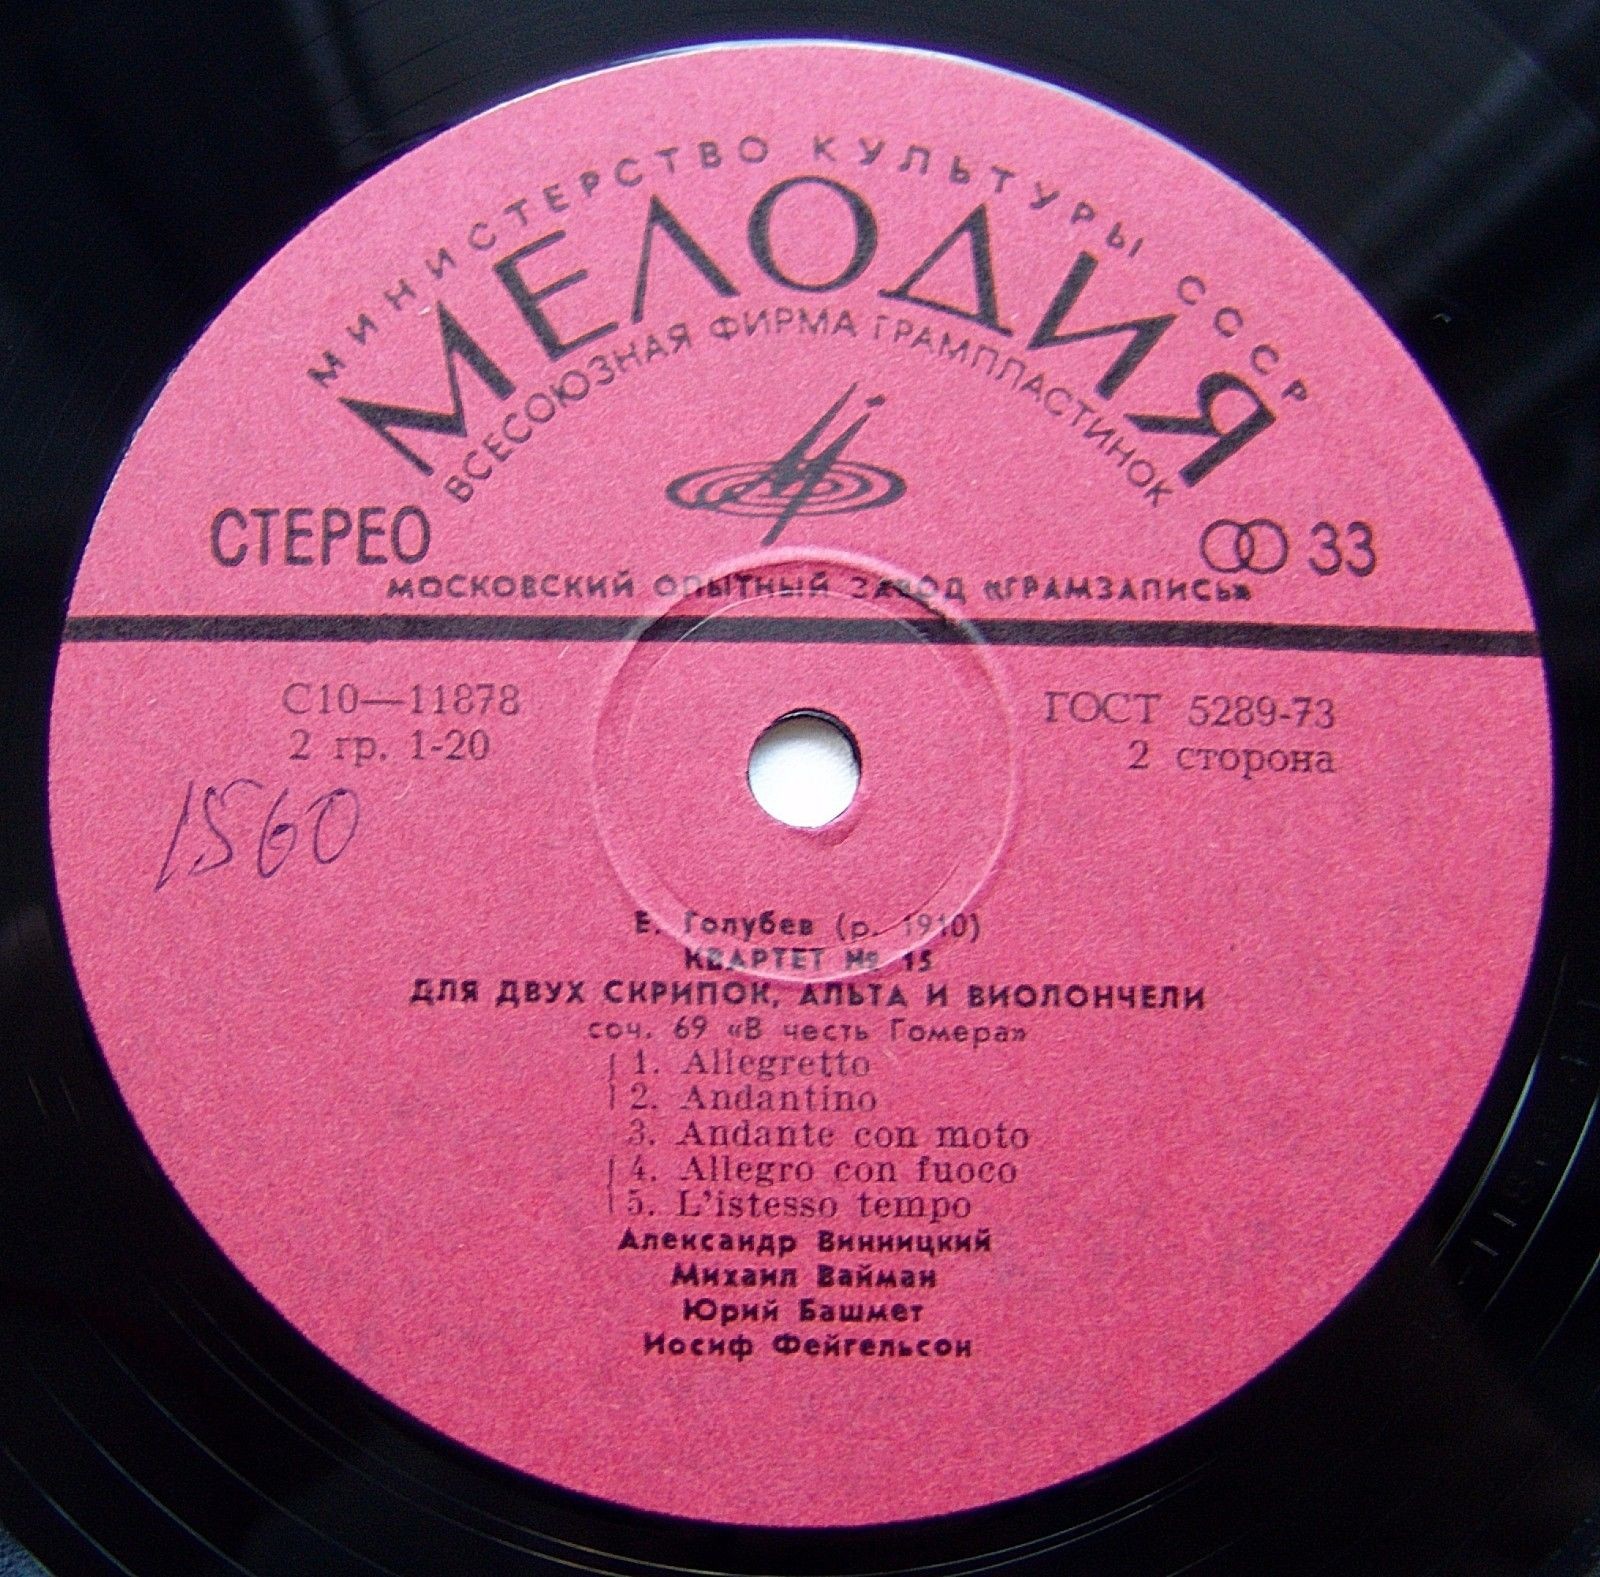 МИНИСТЕРСТВО КУЛЬТУРЫ СССР
МЕЛОДИЯ
ВСЕСОЮЗНАЯ ФИРМА ГРАМПЛАСТИНОК
СТЕРЕО
33
МОСКОВСКИЙ ОПЫТНЫЙ ЗАВОД «ГРАМЗАПИСЬ»
С10—11878
ГОСТ 5289-73
2 гр. 1-20
2 сторона
1560
Е. Голубев (р. 1910)
КВАРТЕТ № 15
ДЛЯ ДВУХ СКРИПОК, АЛЬТА И ВИОЛОНЧЕЛИ
соч. 69 «В честь Гомера»
1. Allegretto
2. Andantino
3. Andante con moto
4. Allegro con fuoco
5. L'istesso tempo
Александр Винницкий
Михаил Вайман
Юрий Башмет
Иосиф Фейгельсон